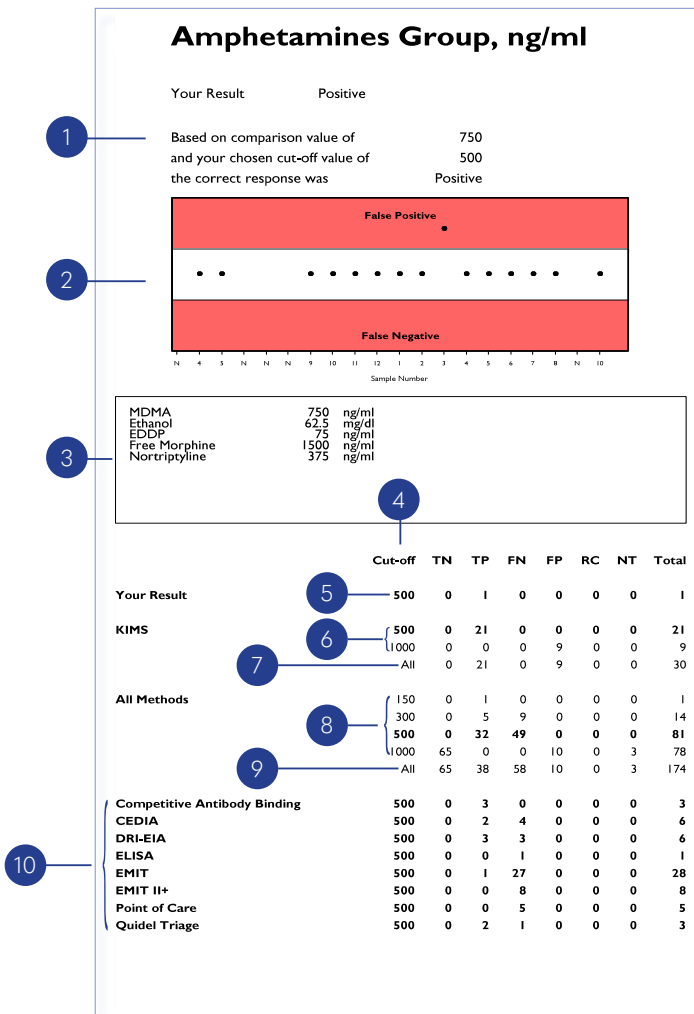 Amphetamines Group, ng/ml
Your Result Positive
1 Based on comparison value of 750
and your chosen cut-off value of 500
the correct response was Positive
False Positive
2
False Negative
N 4 5 N N N 9 10 11 12 1 2 3 4 5 6 7 8 N 10
Sample Number
MDMA 750 ng/ml
Ethanol 62.5 mg/dl
EDDP 75 ng/ml
3 Free Morphine 1500 ng/ml
Nortriptyline 375 ng/ml
4
Cut-off TN TP FN FP RC NT Total
Your Result 5 500 0 1 0 0 0 0 1
KIMS 6 500 0 21 0 0 0 0 21
1000 0 0 0 9 0 0 9
7 All 0 21 0 9 0 0 30
All Methods 150 0 1 0 0 0 0 1
300 0 5 9 0 0 0 14
8 500 0 32 49 0 0 0 81
1000 65 0 0 10 0 3 78
9 All 65 38 58 10 0 3 174
Competitive Antibody Binding 500 0 3 0 0 0 0 3
CEDIA 500 0 2 4 0 0 0 6
DRI-EIA 500 0 3 3 0 0 0 6
ELISA 500 0 0 1 0 0 0 1
10 EMIT 500 0 1 27 0 0 0 28
EMIT II+ 500 0 0 8 0 0 0 8
Point of Care 500 0 0 5 0 0 0 5
Quidel Triage 500 0 2 1 0 0 0 3